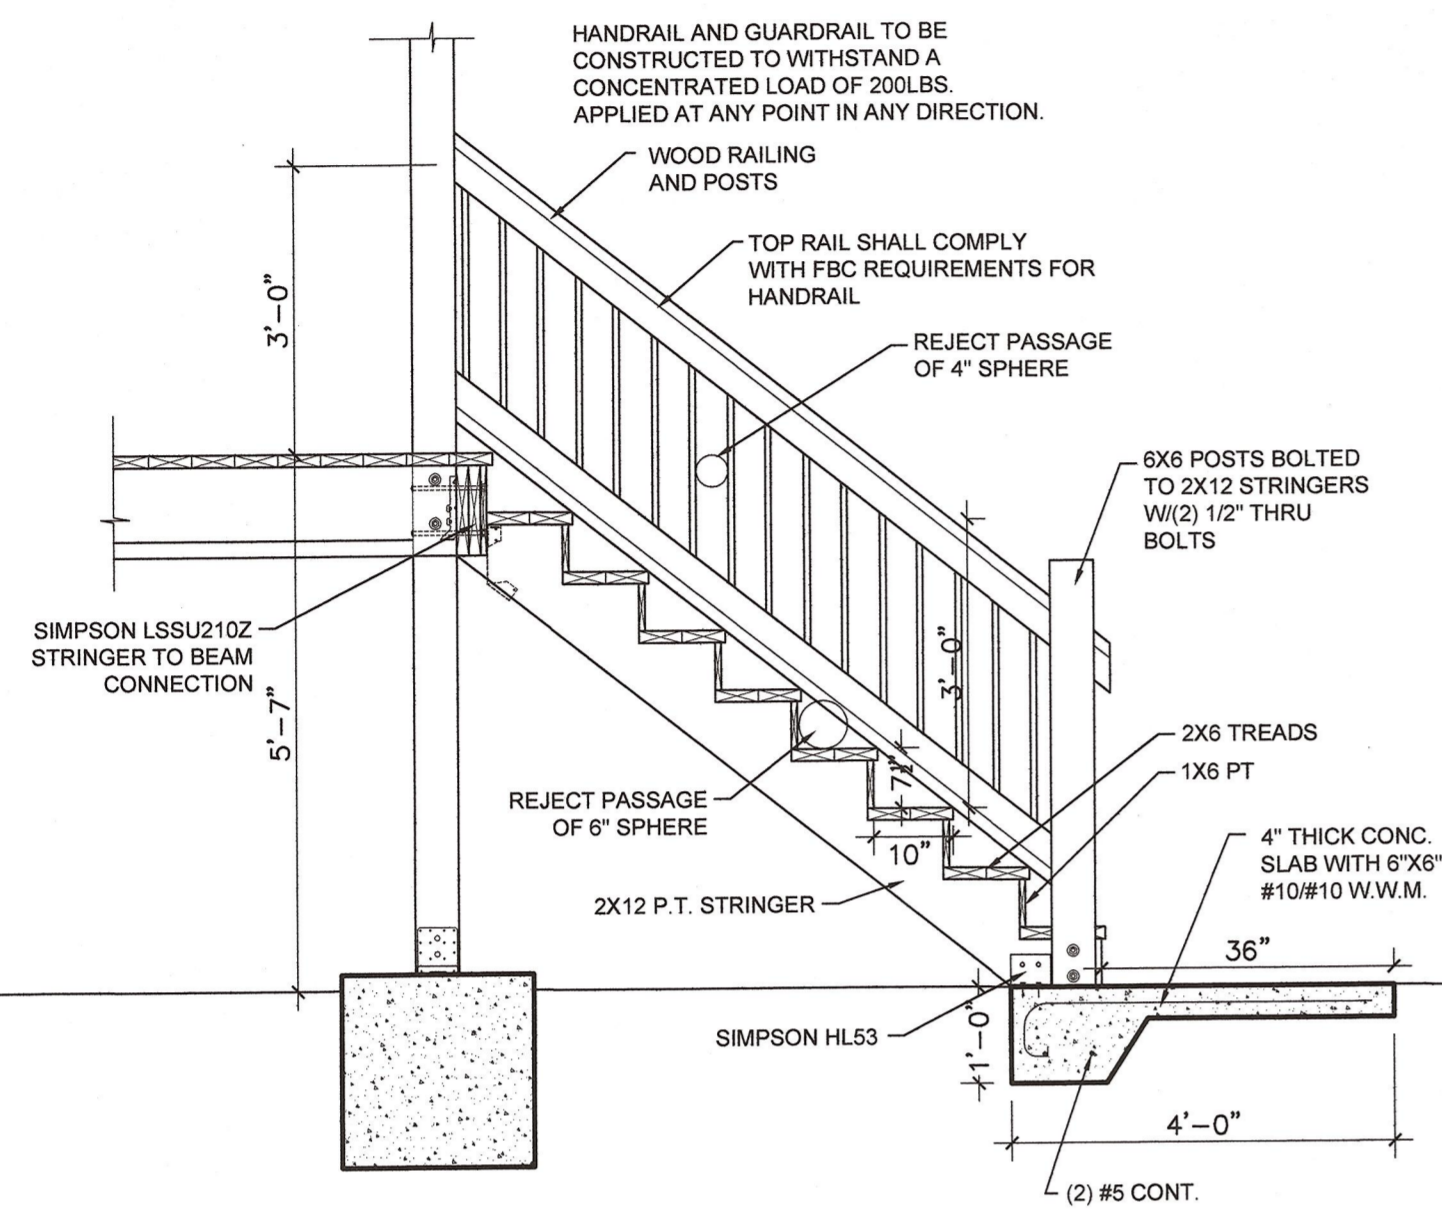 HANDRAIL AND GUARDRAIL TO BE
CONSTRUCTED TO WITHSTAND A
CONCENTRATED LOAD OF 200LBS.
APPLIED AT ANY POINT IN ANY DIRECTION.
WOOD RAILING
AND POSTS
TOP RAIL SHALL COMPLY
WITH FBC REQUIREMENTS FOR
HANDRAIL
REJECT PASSAGE
OF 4" SPHERE
3'-0"
6X6 POSTS BOLTED
TO 2X12 STRINGERS
W/(2) 1/2" THRU
BOLTS
SIMPSON LSSU210Z
STRINGER TO BEAM
CONNECTION
5'-7"
3'-0"
2X6 TREADS
1X6 PT
7 1/2"
REJECT PASSAGE
OF 6" SPHERE
10"
4" THICK CONC.
SLAB WITH 6"X6"
#10/#10 W.W.M.
2X12 P.T. STRINGER
36"
SIMPSON HL53
1'-0"
4'-0"
(2) #5 CONT.